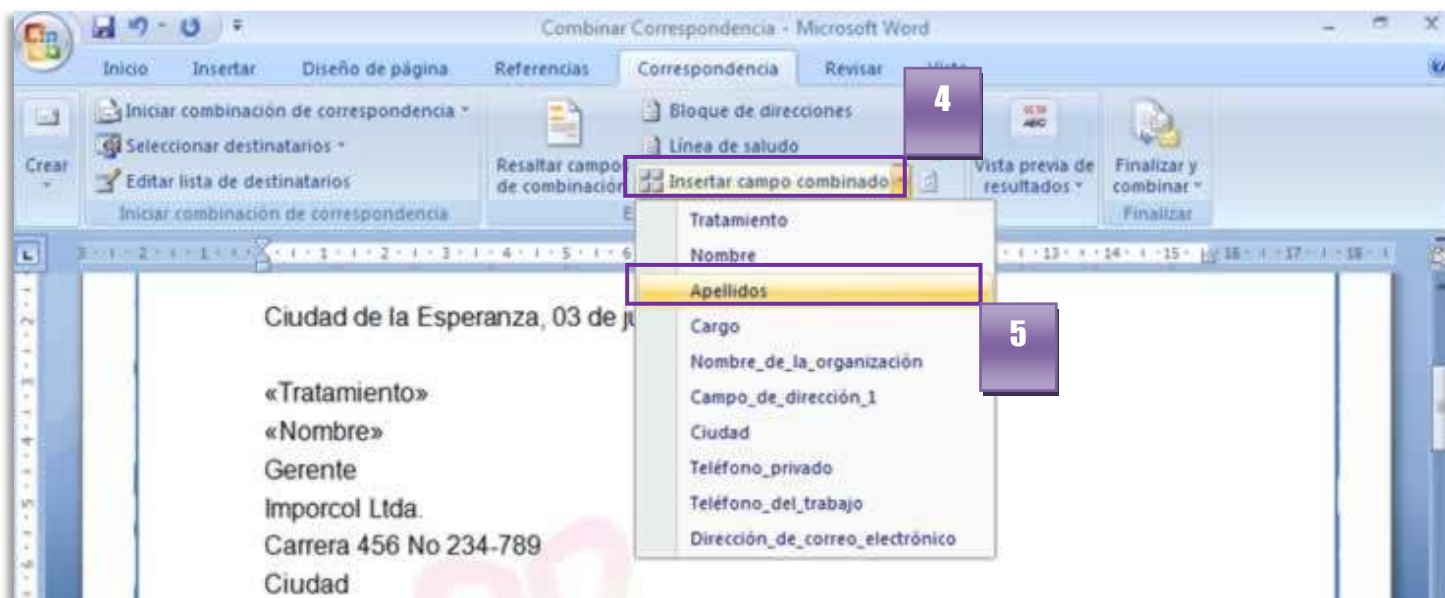 Combinar Correspondencia - Microsoft Word
Inicio Insertar Diseño de página Referencias Correspondencia Revisar
4
Iniciar combinación de correspondencia
Seleccionar destinatarios
Editar lista de destinatarios
Crear
Iniciar combinación de correspondencia
Resaltar campos
de combinación
Bloque de direcciones
Línea de saludo
Insertar campo combinado
Vista previa de
resultados
Finalizar y
combinar
Finalizar
Tratamiento
Nombre
Apellidos
Cargo
Nombre_de_la_organización
Campo_de_dirección_1
Ciudad
Teléfono_privado
Teléfono_del_trabajo
Dirección_de_correo_electrónico
5
Ciudad de la Esperanza, 03 de
«Tratamiento»
«Nombre»
Gerente
Imporcol Ltda.
Carrera 456 No 234-789
Ciudad